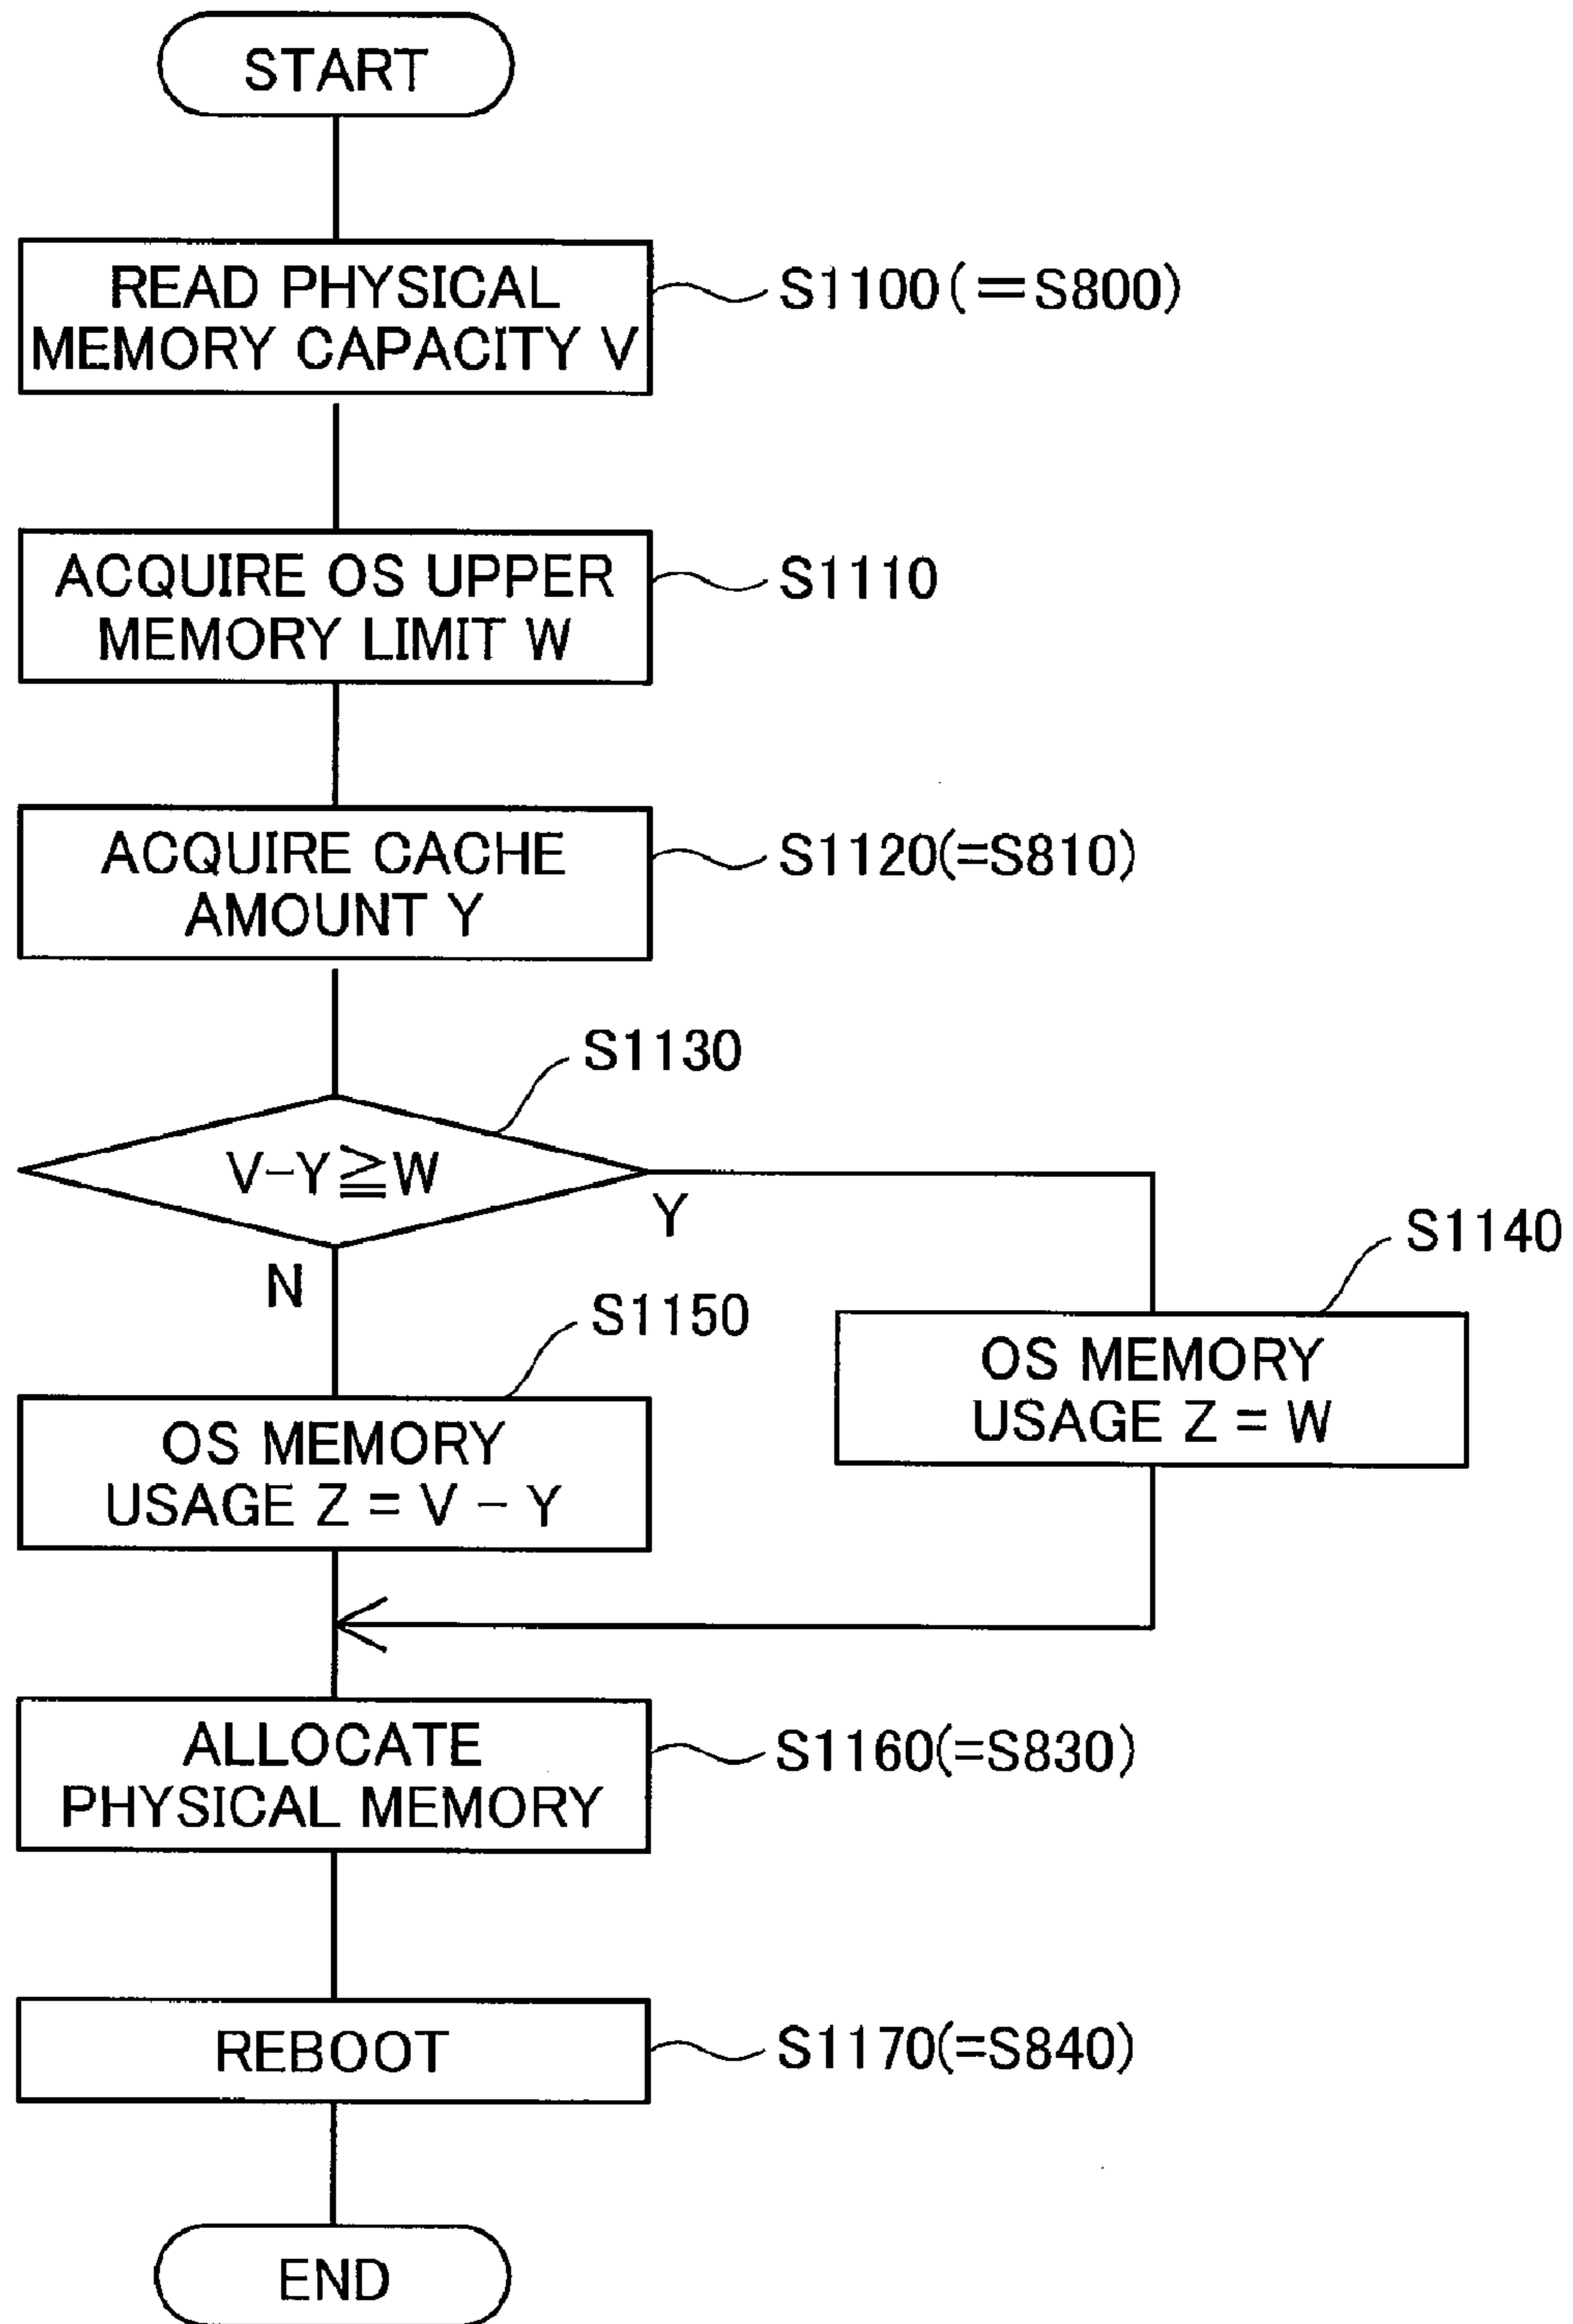 START
READ PHYSICAL
MEMORY CAPACITY V
S1100(=S800)
ACQUIRE OS UPPER
MEMORY LIMIT W
S1110
ACQUIRE CACHE
AMOUNT Y
S1120(=S810)
S1130
V-Y≧W
Y
N
S1140
OS MEMORY
USAGE Z = W
S1150
OS MEMORY
USAGE Z = V - Y
ALLOCATE
PHYSICAL MEMORY
S1160(=S830)
REBOOT
S1170(=S840)
END